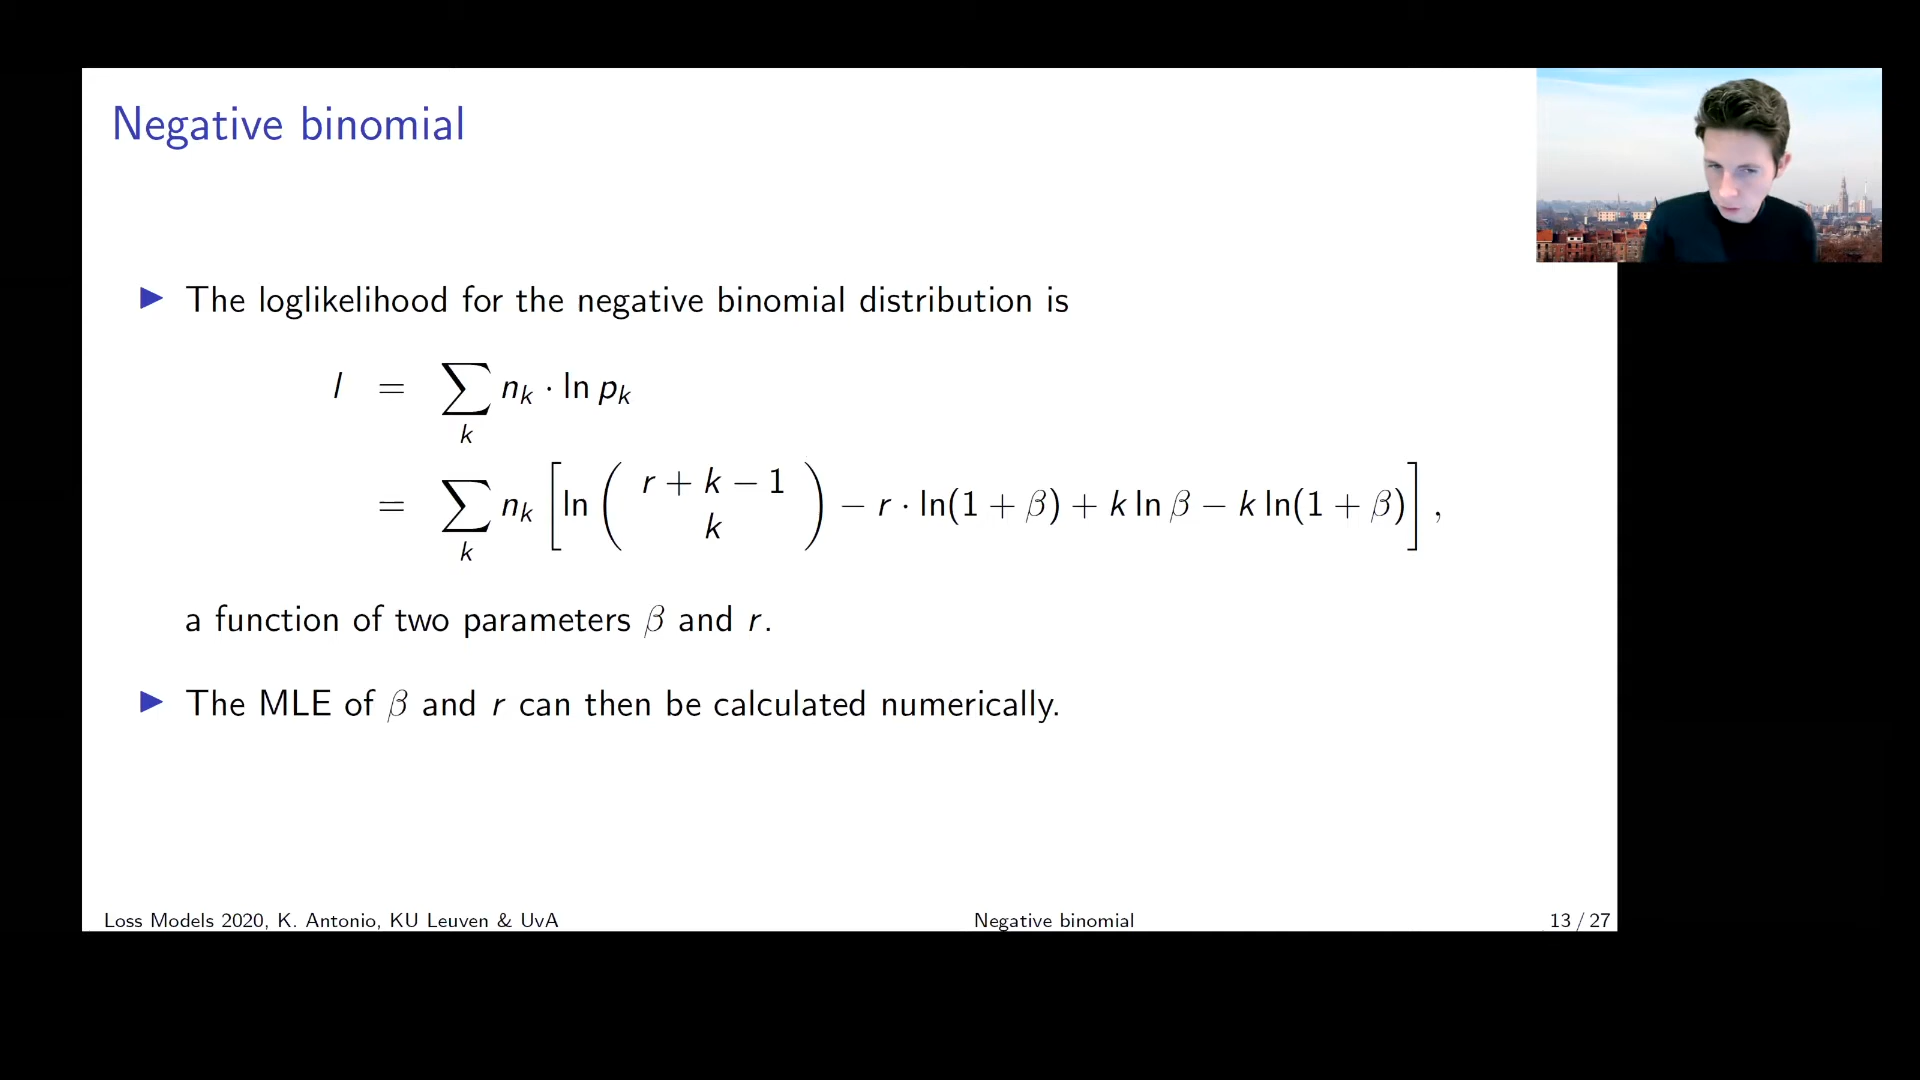 Negative binomial
▶ The loglikelihood for the negative binomial distribution is
l = ∑_k n_k · ln p_k
= ∑_k n_k [ ln ( r + k − 1 \atop k ) − r · ln(1 + β) + k ln β − k ln(1 + β) ] ,
a function of two parameters β and r.
▶ The MLE of β and r can then be calculated numerically.
Loss Models 2020, K. Antonio, KU Leuven & UvA
Negative binomial
13 / 27